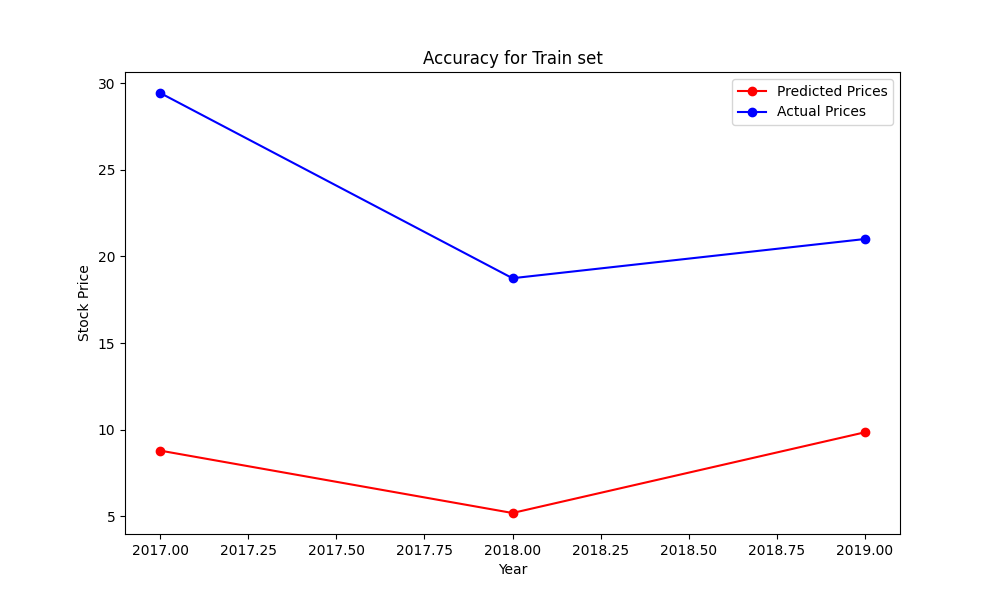 Accuracy for Train set
Predicted Prices
Actual Prices
30
25
20
15
10
5
Stock Price
2017.00 2017.25 2017.50 2017.75 2018.00 2018.25 2018.50 2018.75 2019.00
Year